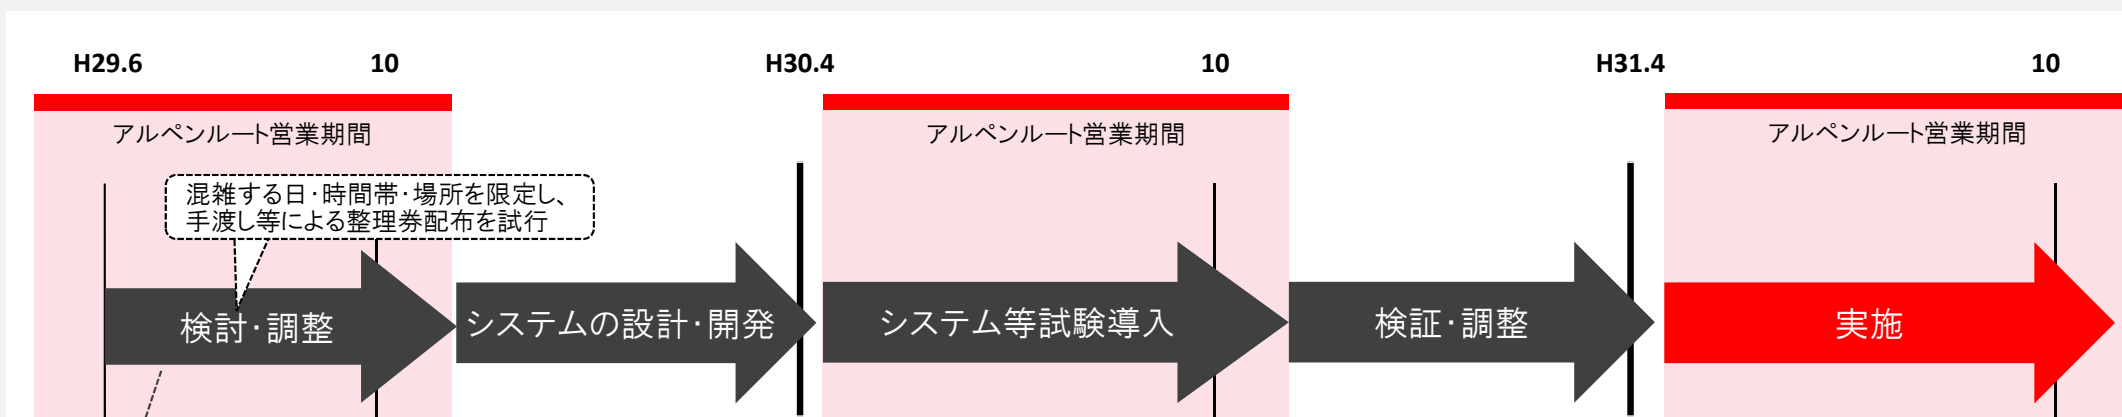 H29.6 10 H30.4 10 H31.4 10
アルペンルート営業期間 アルペンルート営業期間 アルペンルート営業期間
混雑する日・時間帯・場所を限定し、
手渡し等による整理券配布を試行
検討・調整 システムの設計・開発 システム等試験導入 検証・調整 実施